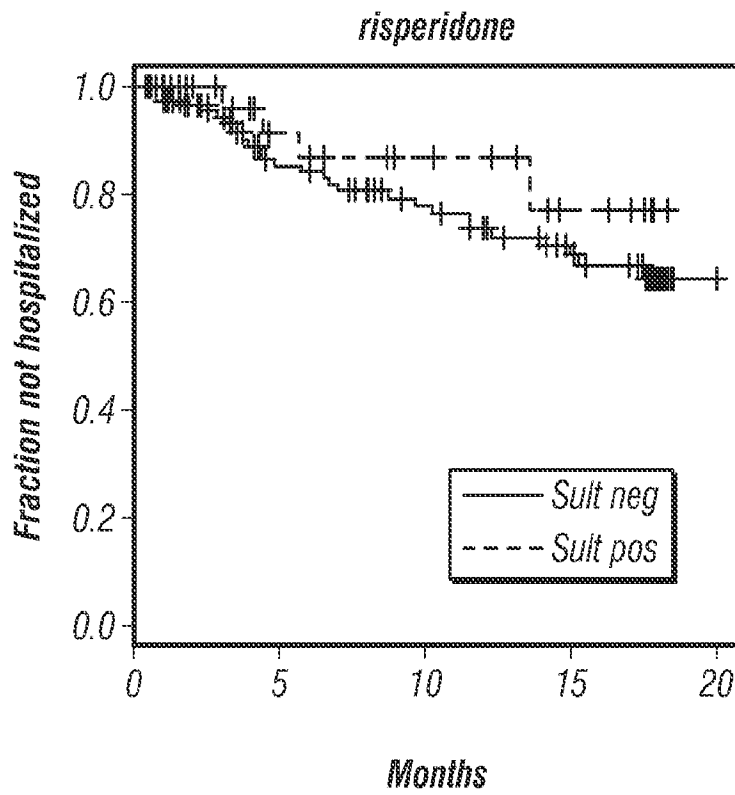 risperidone
Fraction not hospitalized
1.0
0.8
0.6
0.4
0.2
0.0
Sult neg
Sult pos
0 5 10 15 20
Months